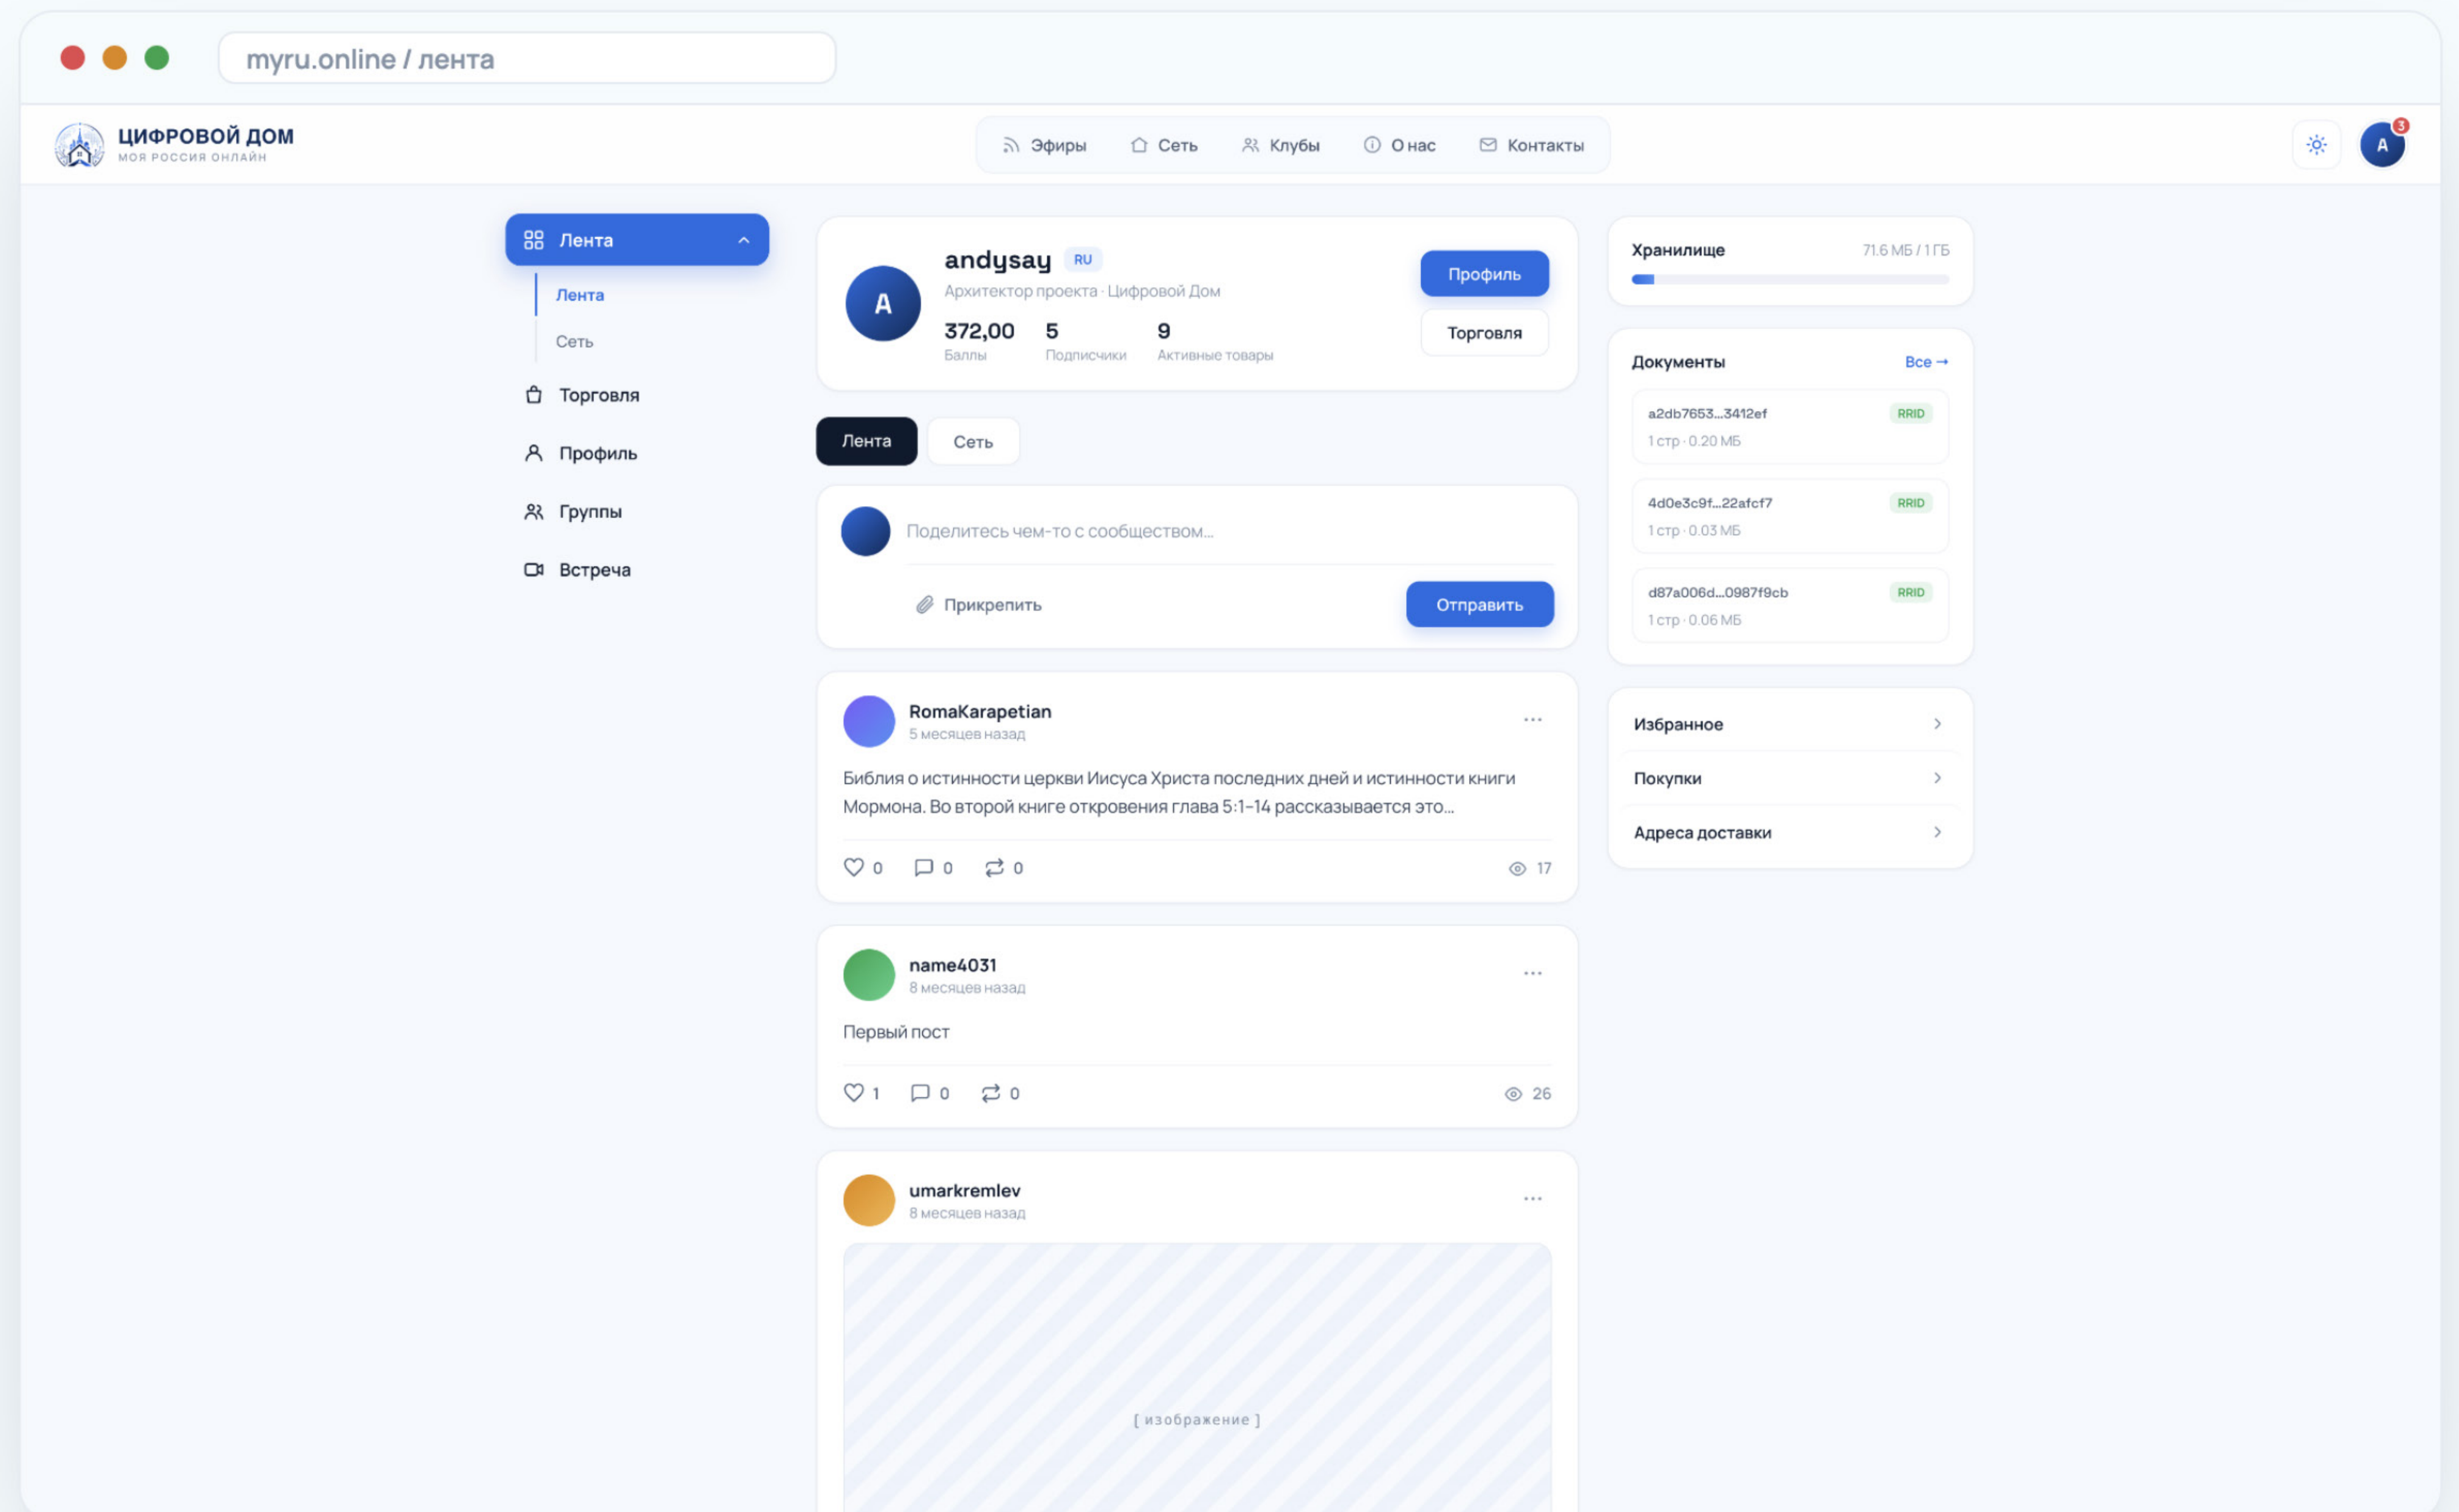 myru.online / лента
ЦИФРОВОЙ ДОМ
МОЯ РОССИЯ ОНЛАЙН
Эфиры
Сеть
Клубы
О нас
Контакты
A
3
Лента
Лента
Сеть
Торговля
Профиль
Группы
Встреча
A
andysay RU
Архитектор проекта · Цифровой Дом
372,00 5 9
Баллы Подписчики Активные товары
Профиль
Торговля
Лента Сеть
Поделитесь чем-то с сообществом...
Прикрепить Отправить
RomaKarapetian
5 месяцев назад
Библия о истинности церкви Иисуса Христа последних дней и истинности книги
Мормона. Во второй книге откровения глава 5:1–14 рассказывается это...
0 0 0 17
name4031
8 месяцев назад
Первый пост
1 0 0 26
umarkremlev
8 месяцев назад
[ изображение ]
Хранилище 71.6 МБ / 1 ГБ
Документы Все →
a2db7653...3412ef RRID
1 стр · 0.20 МБ
4d0e3c9f...22afcf7 RRID
1 стр · 0.03 МБ
d87a006d...0987f9cb RRID
1 стр · 0.06 МБ
Избранное
Покупки
Адреса доставки